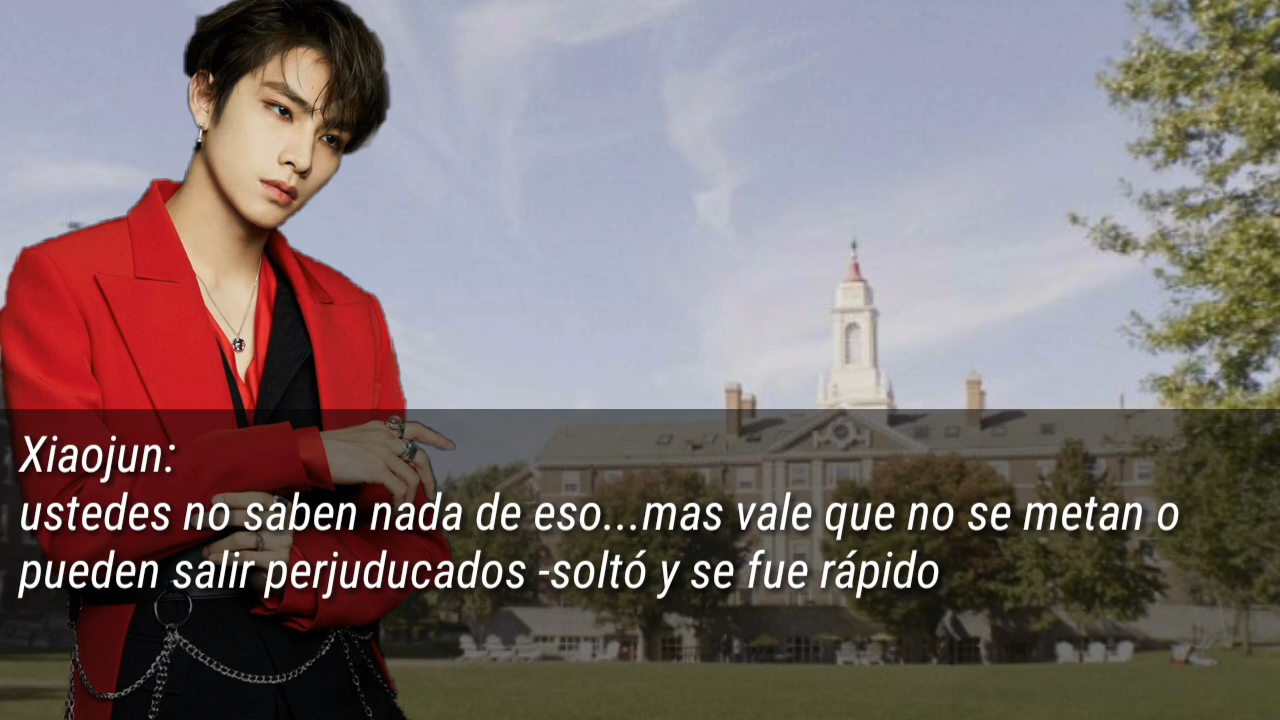 Xiaojun:
ustedes no saben nada de eso...mas vale que no se metan o
pueden salir perjuducados -soltó y se fue rápido